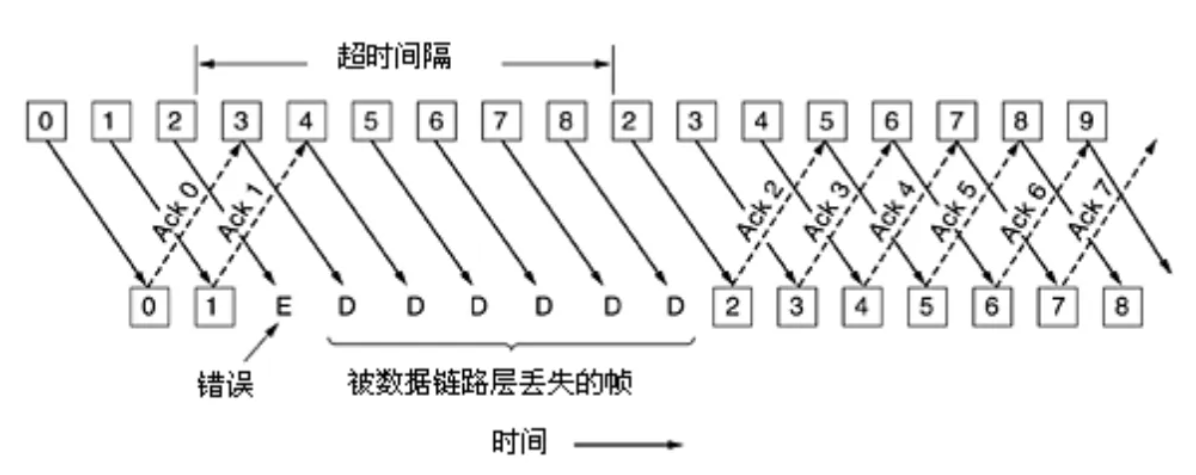 超时间隔
0 1 2 3 4 5 6 7 8 2 3 4 5 6 7 8 9
Ack 0 Ack 1 Ack 2 Ack 3 Ack 4 Ack 5 Ack 6 Ack 7
0 1 E D D D D D D 2 3 4 5 6 7 8
错误 被数据链路层丢失的帧
时间